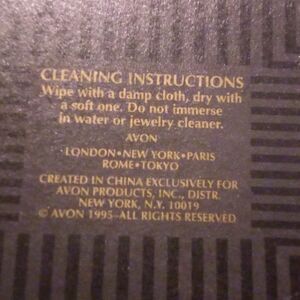 CLEANING INSTRUCTIONS
Wipe with a damp cloth, dry with
a soft one. Do not immerse
in water or jewelry cleaner.
AVON
LONDON•NEW YORK•PARIS
ROME•TOKYO
CREATED IN CHINA EXCLUSIVELY FOR
AVON PRODUCTS, INC., DISTR.
NEW YORK, N.Y. 10019
© AVON 1995–ALL RIGHTS RESERVED